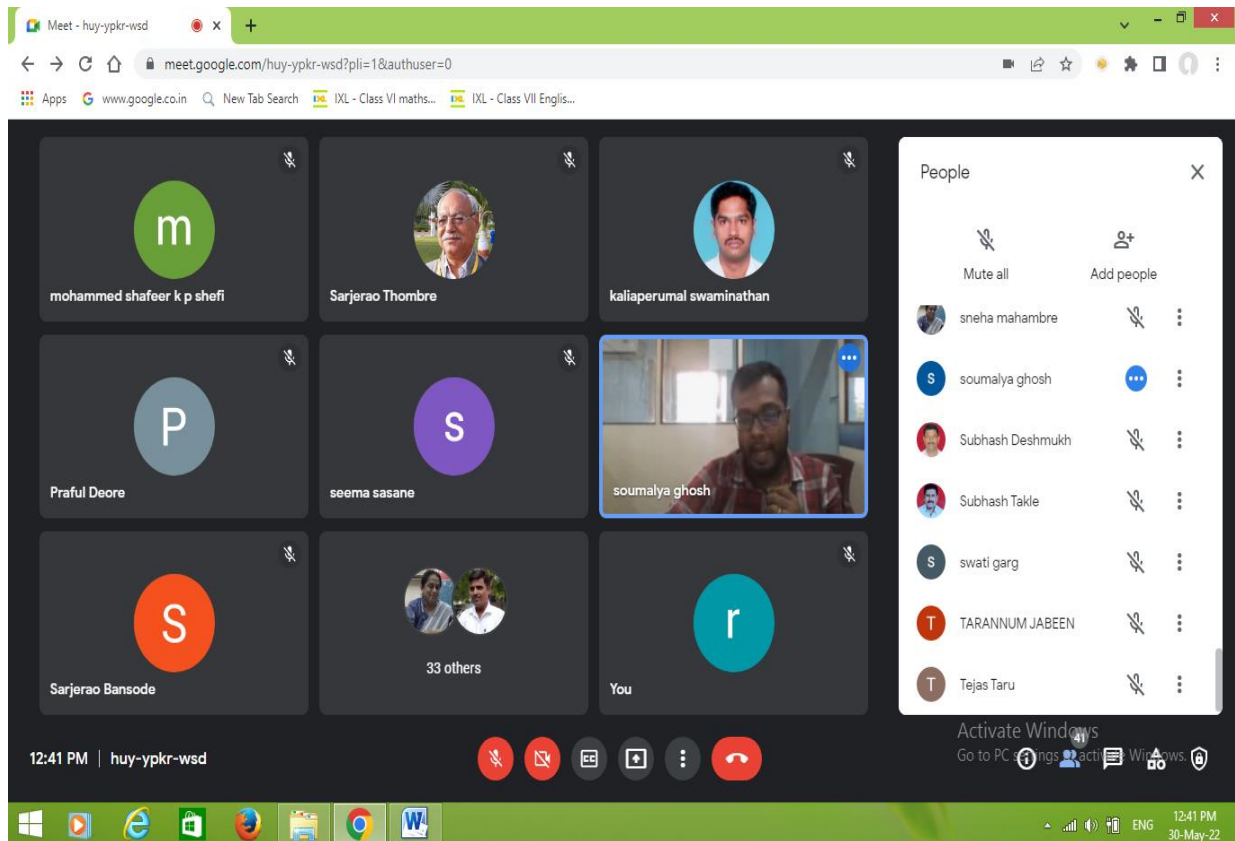 Meet - huy-ypkr-wsd
meet.google.com/huy-ypkr-wsd?pli=1&authuser=0
Apps www.google.co.in New Tab Search IXL - Class VI maths... IXL - Class VII Englis...
m
mohammed shafeer k p shefi
Sarjerao Thombre
kaliaperumal swaminathan
P
Praful Deore
s
seema sasane
soumalya ghosh
S
Sarjerao Bansode
33 others
r
You
People
Mute all
Add people
sneha mahambre
s soumalya ghosh
Subhash Deshmukh
Subhash Takle
s swati garg
T TARANNUM JABEEN
T Tejas Taru
Activate Windows
Go to PC settings to activate Windows.
41
12:41 PM | huy-ypkr-wsd
CC
W
ENG
12:41 PM
30-May-22